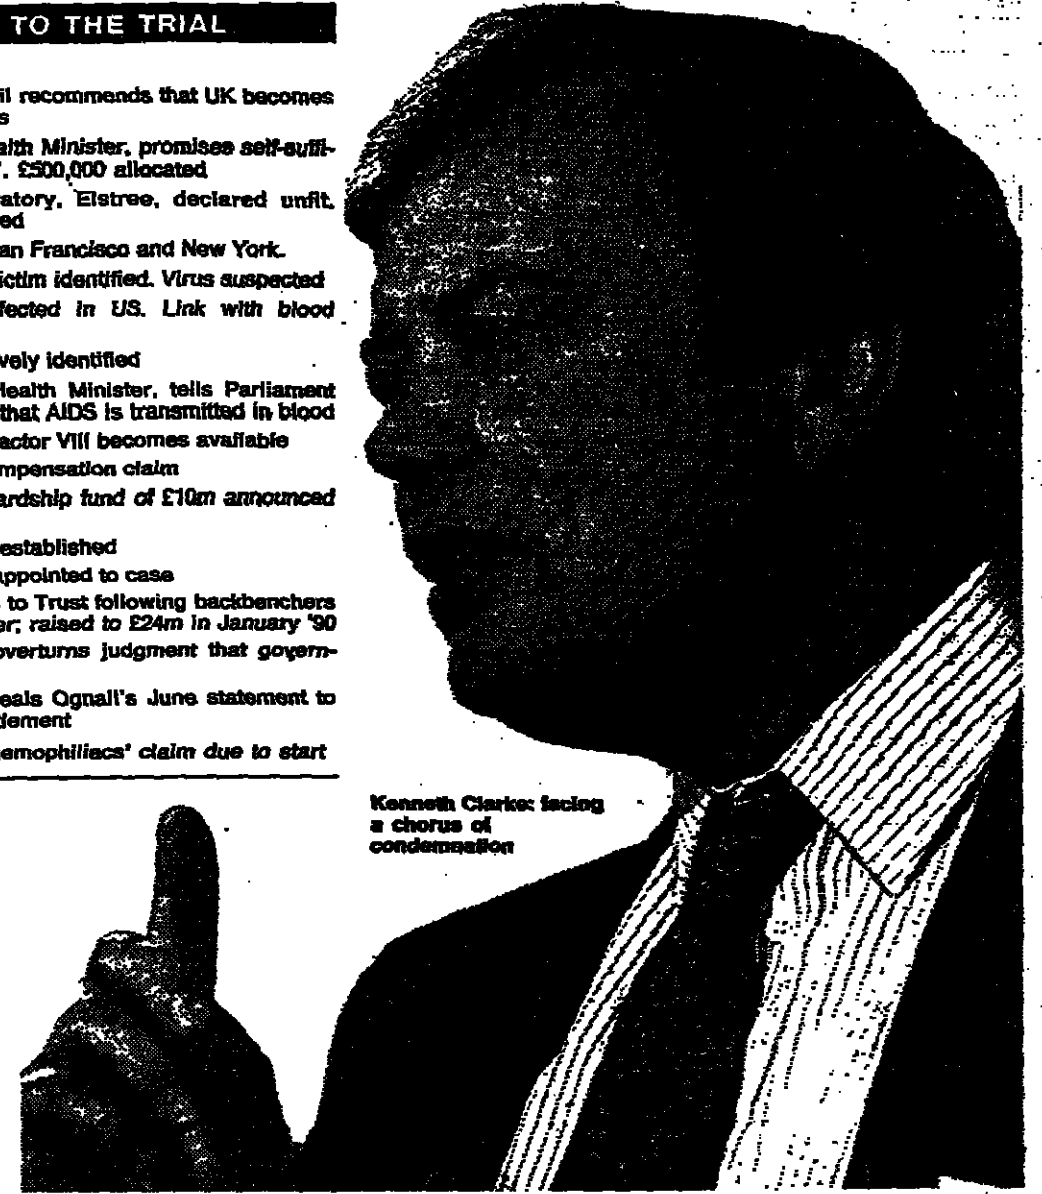 TO THE TRIAL
il recommends that UK becomes
s
alth Minister, promises self-suffi-
'. £500,000 allocated
atory, Elstree, declared unfit,
ed
an Francisco and New York.
ictim identified. Virus suspected
fected in US. Link with blood
vely identified
Health Minister, tells Parliament
that AIDS is transmitted in blood
actor VIII becomes available
mpensation claim
ardship fund of £10m announced
established
appointed to case
s to Trust following backbenchers
er; raised to £24m in January '90
overturns judgment that govern-
eals Ognall's June statement to
lement
emophiliacs' claim due to start
Kenneth Clarke: facing
a chorus of
condemnation